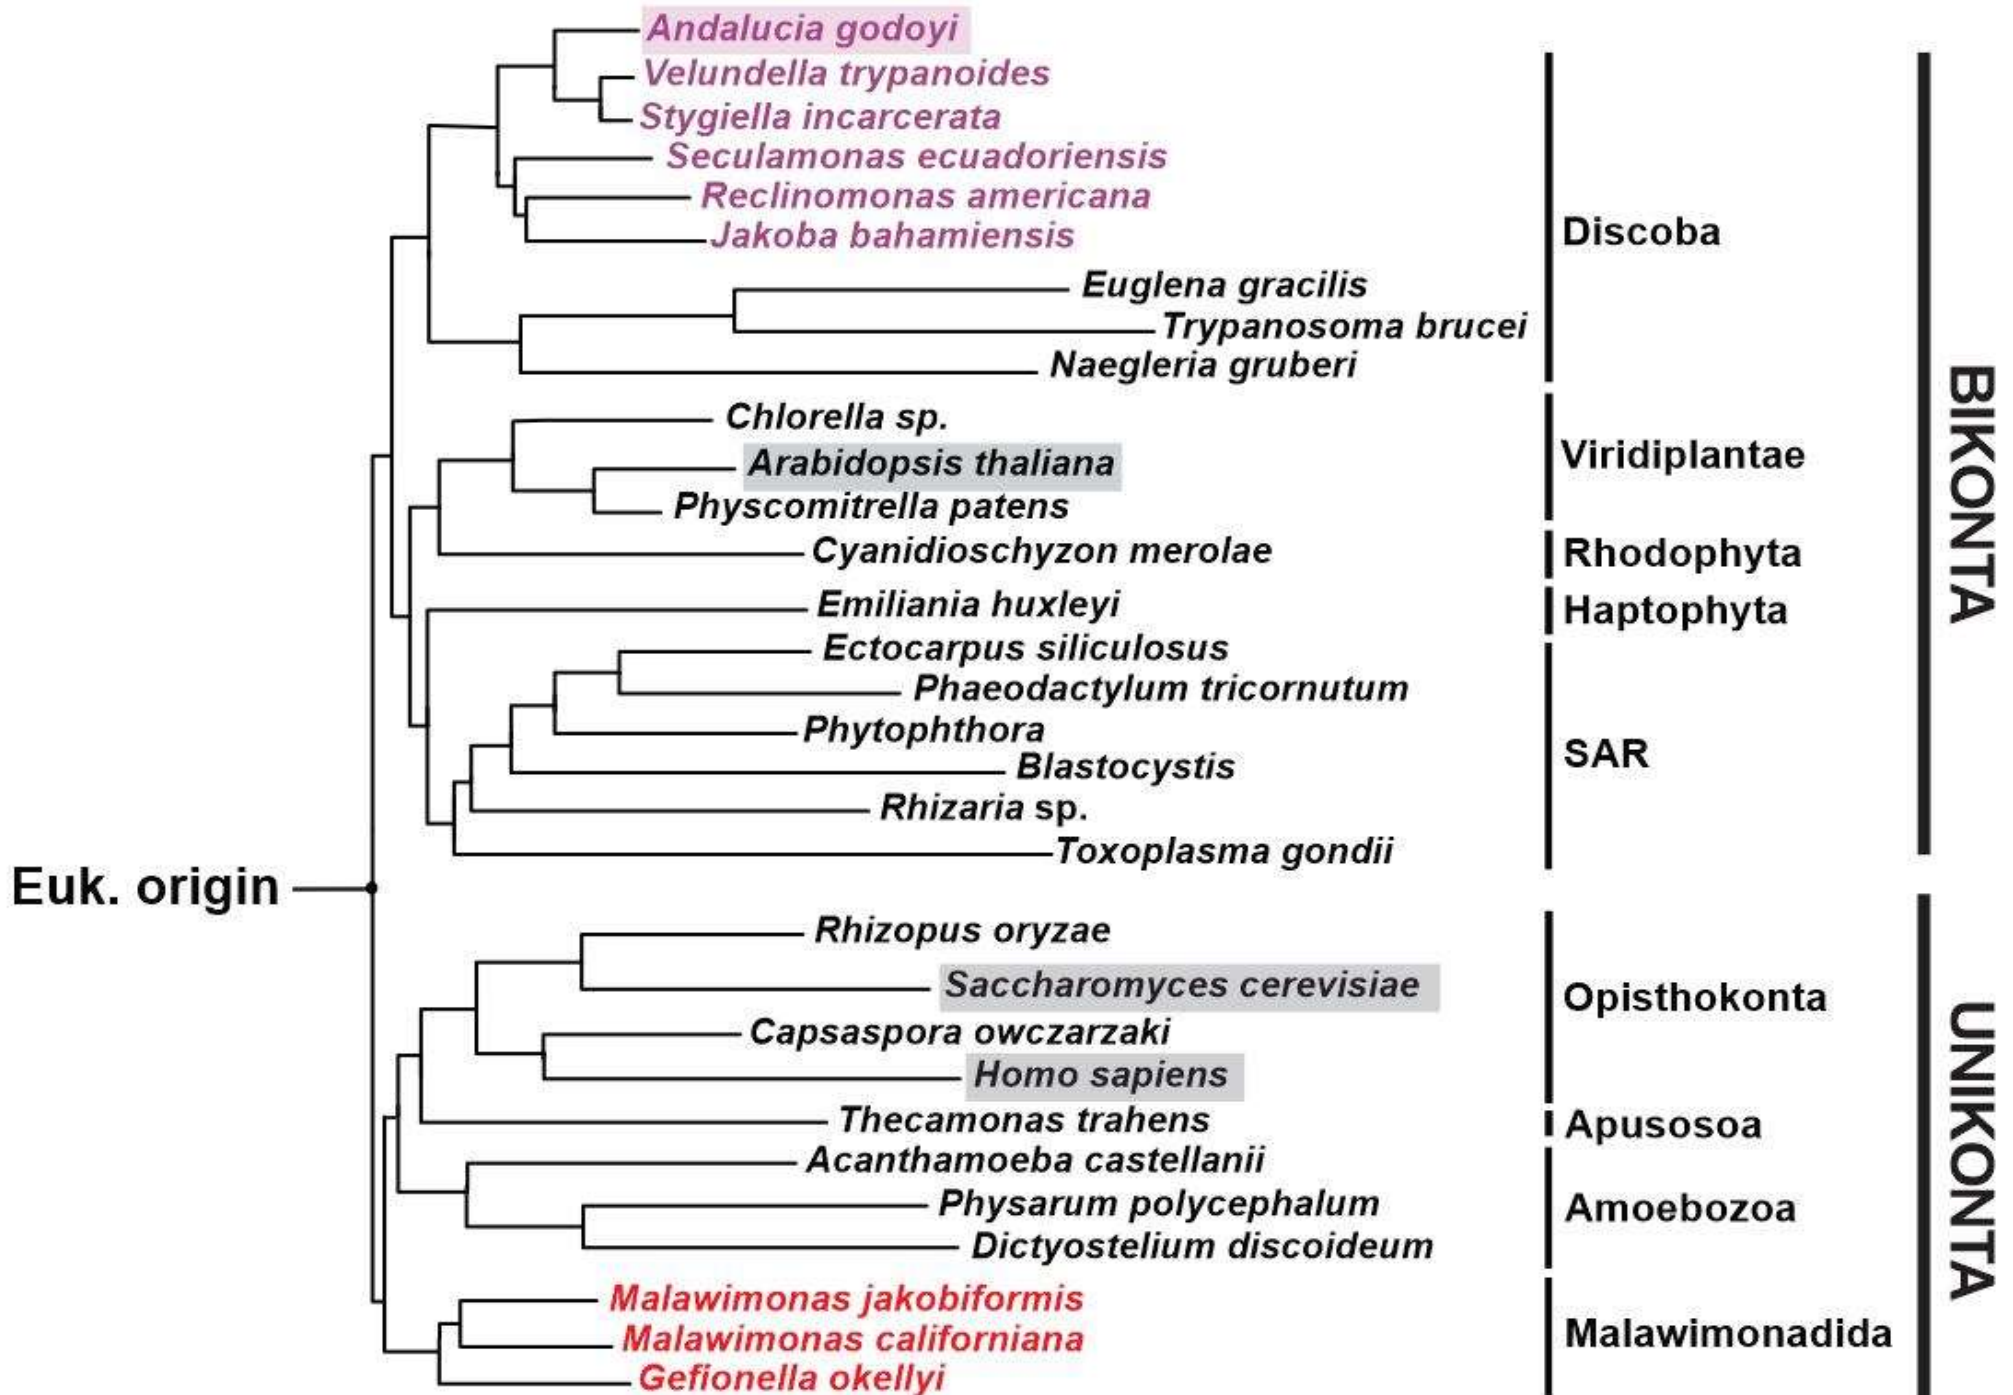 Andalucia godoyi
Velundella trypanoides
Stygiella incarcerata
Seculamonas ecuadoriensis
Reclinomonas americana
Jakoba bahamiensis
Discoba
Euglena gracilis
Trypanosoma brucei
Naegleria gruberi
BIKONTA
Chlorella sp.
Arabidopsis thaliana
Viridiplantae
Physcomitrella patens
Cyanidioschyzon merolae
Rhodophyta
Emiliania huxleyi
Haptophyta
Ectocarpus siliculosus
Phaeodactylum tricornutum
Phytophthora
SAR
Blastocystis
Rhizaria sp.
Toxoplasma gondii
Euk. origin
Rhizopus oryzae
Saccharomyces cerevisiae
Opisthokonta
Capsaspora owczarzaki
Homo sapiens
UNIKONTA
Thecamonas trahens
Apusosoa
Acanthamoeba castellanii
Physarum polycephalum
Amoebozoa
Dictyostelium discoideum
Malawimonas jakobiformis
Malawimonas californiana
Malawimonadida
Gefionella okellyi